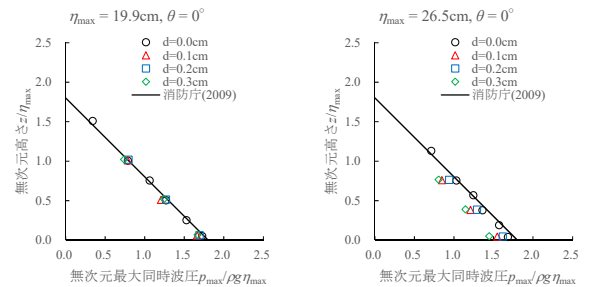 η_max = 19.9cm, θ = 0°
d=0.0cm
d=0.1cm
d=0.2cm
d=0.3cm
消防庁(2009)
無次元高さz/η_max
2.5
2.0
1.5
1.0
0.5
0.0
0.0 0.5 1.0 1.5 2.0 2.5
無次元最大同時波圧p_max/ρgη_max
η_max = 26.5cm, θ = 0°
d=0.0cm
d=0.1cm
d=0.2cm
d=0.3cm
消防庁(2009)
無次元高さz/η_max
2.5
2.0
1.5
1.0
0.5
0.0
0.0 0.5 1.0 1.5 2.0 2.5
無次元最大同時波圧p_max/ρgη_max